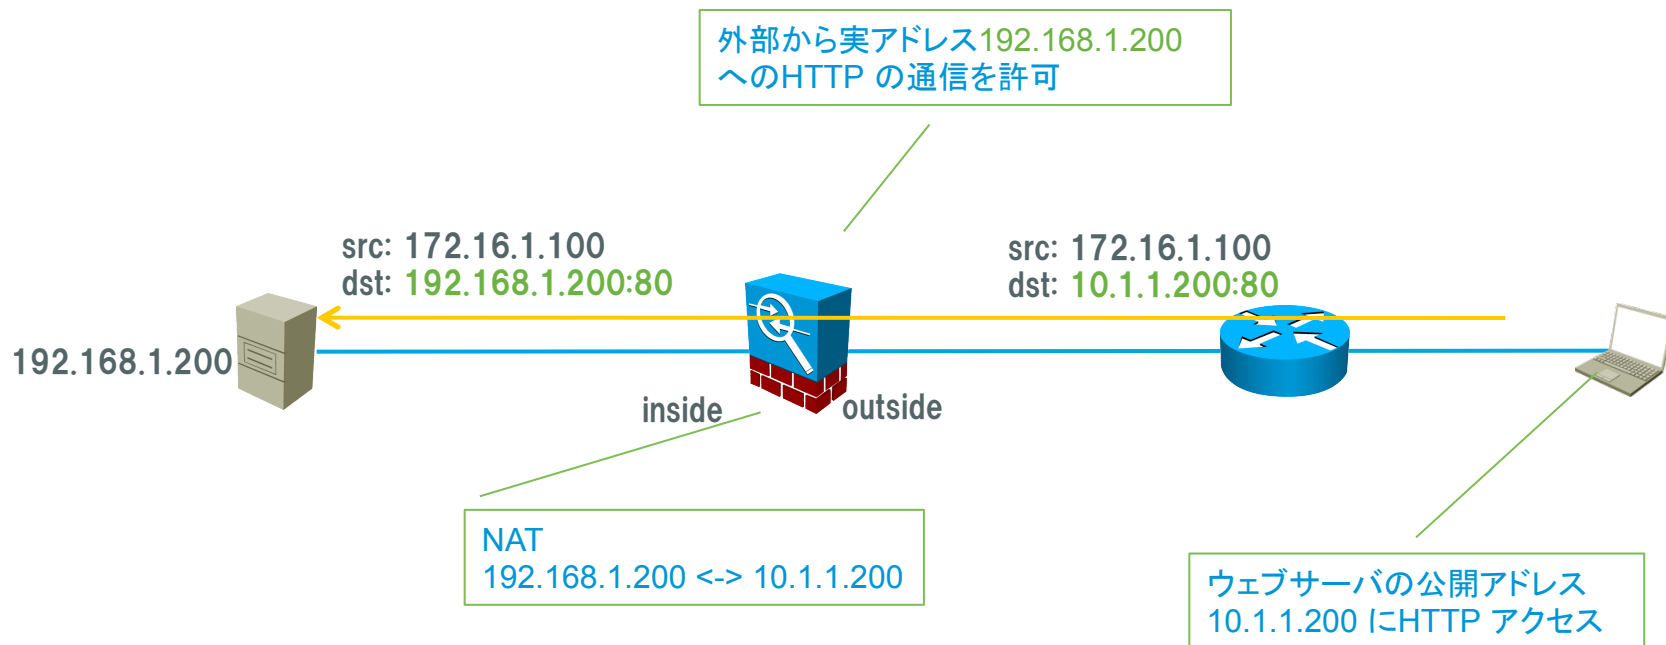 外部から実アドレス192.168.1.200
へのHTTP の通信を許可
src: 172.16.1.100
dst: 192.168.1.200:80
src: 172.16.1.100
dst: 10.1.1.200:80
192.168.1.200
inside
outside
NAT
192.168.1.200 <-> 10.1.1.200
ウェブサーバの公開アドレス
10.1.1.200 にHTTP アクセス